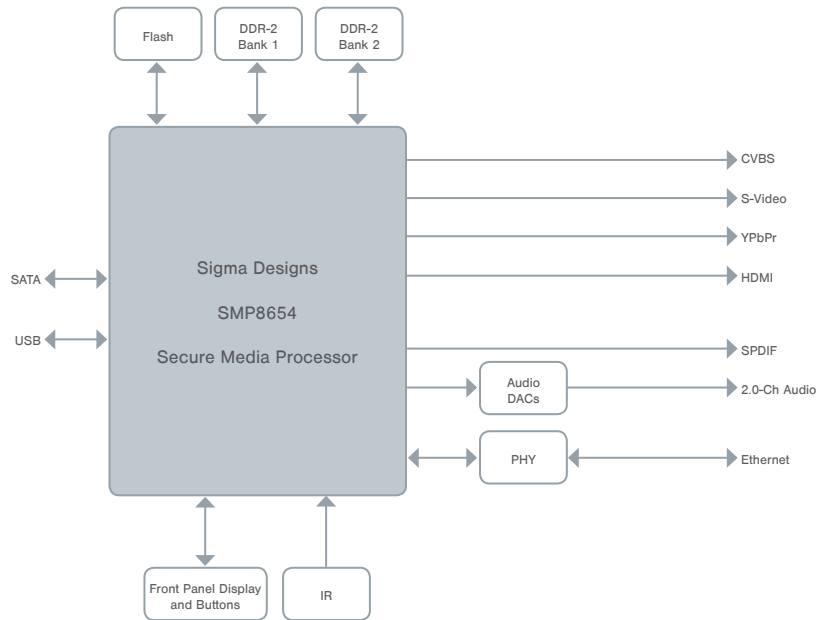 Flash
DDR-2
Bank 1
DDR-2
Bank 2
CVBS
S-Video
YPbPr
HDMI
SATA
USB
Sigma Designs
SMP8654
Secure Media Processor
SPDIF
Audio
DACs
2.0-Ch Audio
PHY
Ethernet
Front Panel Display
and Buttons
IR